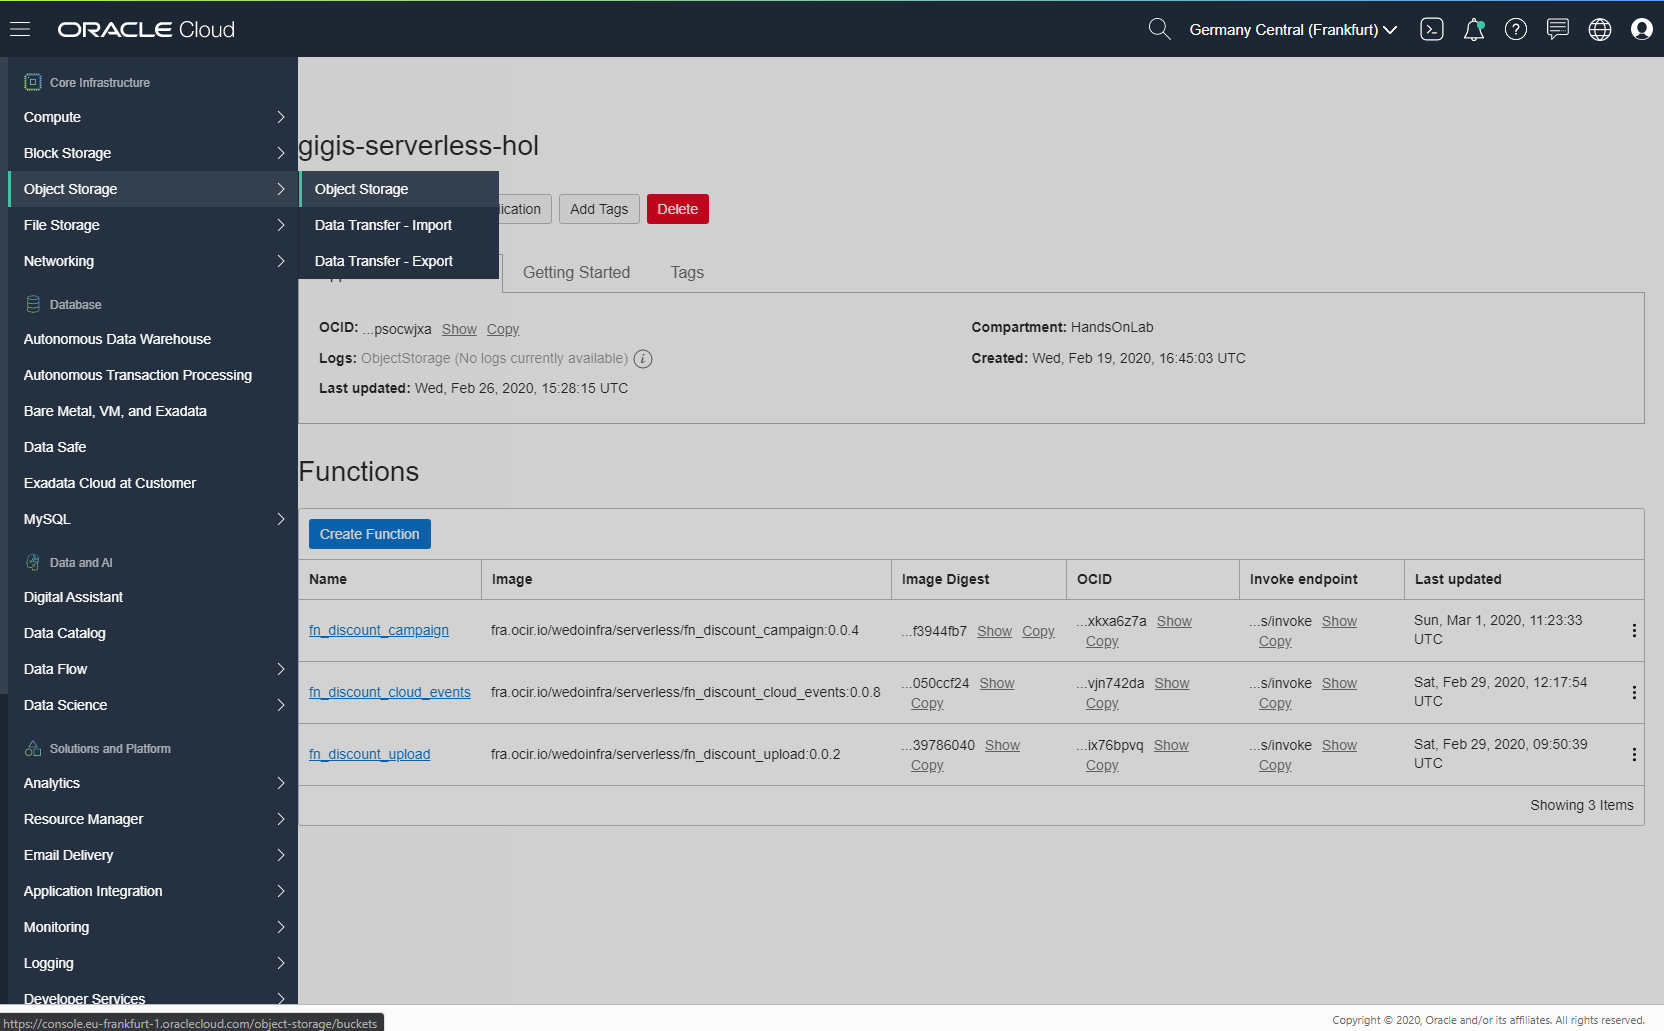 ORACLE Cloud
Germany Central (Frankfurt)
Core Infrastructure
Compute
Block Storage
Object Storage
File Storage
Networking
Database
Autonomous Data Warehouse
Autonomous Transaction Processing
Bare Metal, VM, and Exadata
Data Safe
Exadata Cloud at Customer
MySQL
Data and AI
Digital Assistant
Data Catalog
Data Flow
Data Science
Solutions and Platform
Analytics
Resource Manager
Email Delivery
Application Integration
Monitoring
Logging
Developer Services
Object Storage
Data Transfer - Import
Data Transfer - Export
gigis-serverless-hol
Add Tags
Delete
Getting Started
Tags
OCID: ...psocwjxa Show Copy
Logs: ObjectStorage (No logs currently available) i
Last updated: Wed, Feb 26, 2020, 15:28:15 UTC
Compartment: HandsOnLab
Created: Wed, Feb 19, 2020, 16:45:03 UTC
Functions
Create Function
Name Image Image Digest OCID Invoke endpoint Last updated
fn_discount_campaign fra.ocir.io/wedoinfra/serverless/fn_discount_campaign:0.0.4 ...f3944fb7 Show Copy ...xkxa6z7a Show Copy ...s/invoke Show Copy Sun, Mar 1, 2020, 11:23:33 UTC
fn_discount_cloud_events fra.ocir.io/wedoinfra/serverless/fn_discount_cloud_events:0.0.8 ...050ccf24 Show Copy ...vjn742da Show Copy ...s/invoke Show Copy Sat, Feb 29, 2020, 12:17:54 UTC
fn_discount_upload fra.ocir.io/wedoinfra/serverless/fn_discount_upload:0.0.2 ...39786040 Show Copy ...ix76bpvq Show Copy ...s/invoke Show Copy Sat, Feb 29, 2020, 09:50:39 UTC
Showing 3 Items
https://console.eu-frankfurt-1.oraclecloud.com/object-storage/buckets
Copyright © 2020, Oracle and/or its affiliates. All rights reserved.